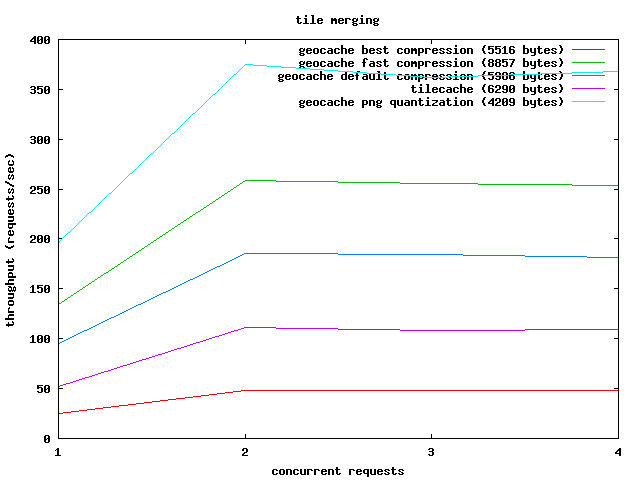 tile merging
400
350
300
250
200
150
100
50
0
throughput (requests/sec)
geocache best compression (5516 bytes)
geocache fast compression (8857 bytes)
geocache default compression (5986 bytes)
tilecache (6290 bytes)
geocache png quantization (4209 bytes)
1 2 3 4
concurrent requests